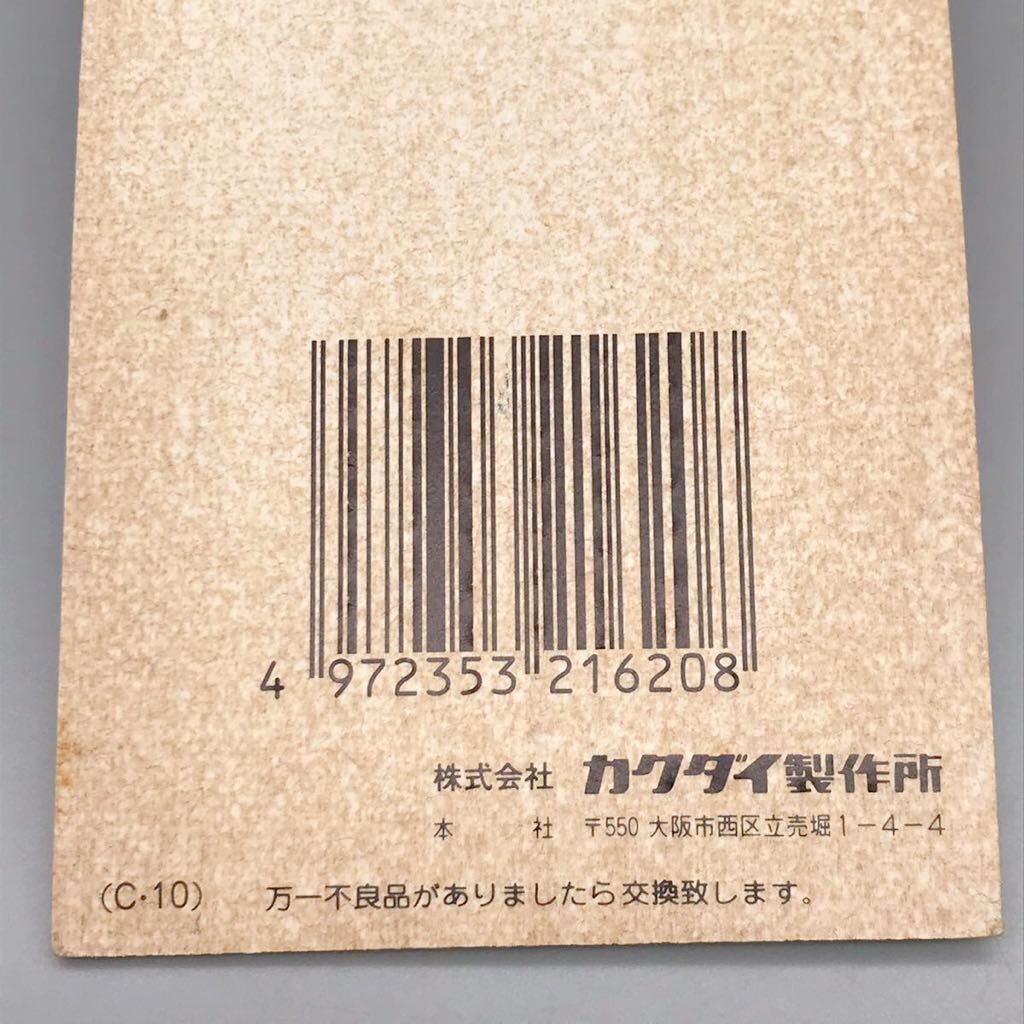 4 972353 216208
株式会社 カクダイ製作所
本社 〒550 大阪市西区立売堀1-4-4
(C·10) 万一不良品がありましたら交換致します。